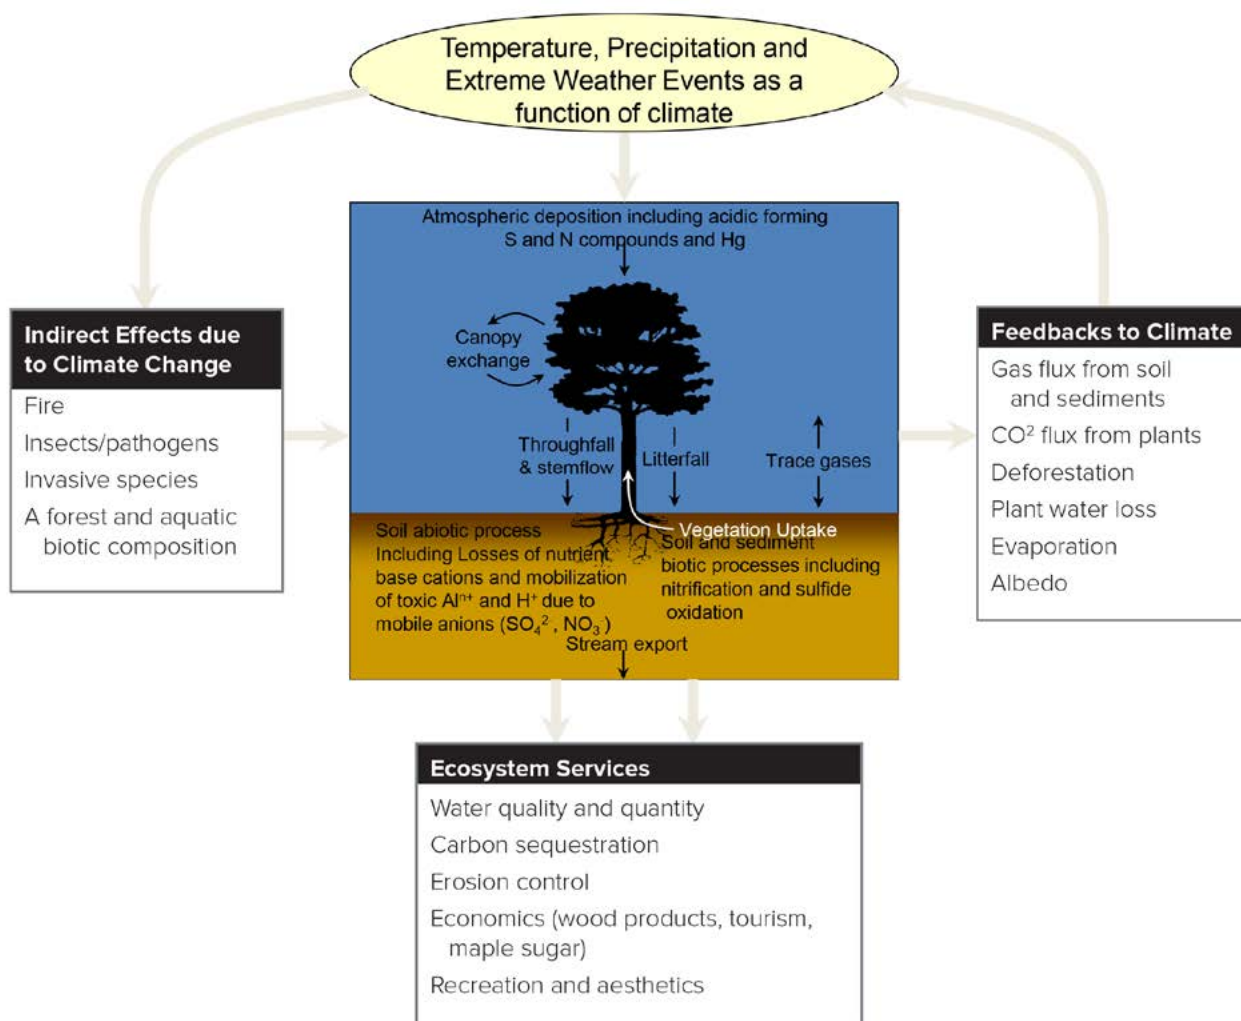 Temperature, Precipitation and
Extreme Weather Events as a
function of climate
Atmospheric deposition including acidic forming
S and N compounds and Hg
Canopy
exchange
Throughfall
& stemflow
Litterfall
Trace gases
Vegetation Uptake
Soil abiotic process
Including Losses of nutrient
base cations and mobilization
of toxic Alⁿ⁺ and H⁺ due to
mobile anions (SO₄²⁻, NO₃⁻)
Soil and sediment
biotic processes including
nitrification and sulfide
oxidation
Stream export
Indirect Effects due
to Climate Change
Fire
Insects/pathogens
Invasive species
A forest and aquatic
biotic composition
Feedbacks to Climate
Gas flux from soil
and sediments
CO² flux from plants
Deforestation
Plant water loss
Evaporation
Albedo
Ecosystem Services
Water quality and quantity
Carbon sequestration
Erosion control
Economics (wood products, tourism,
maple sugar)
Recreation and aesthetics